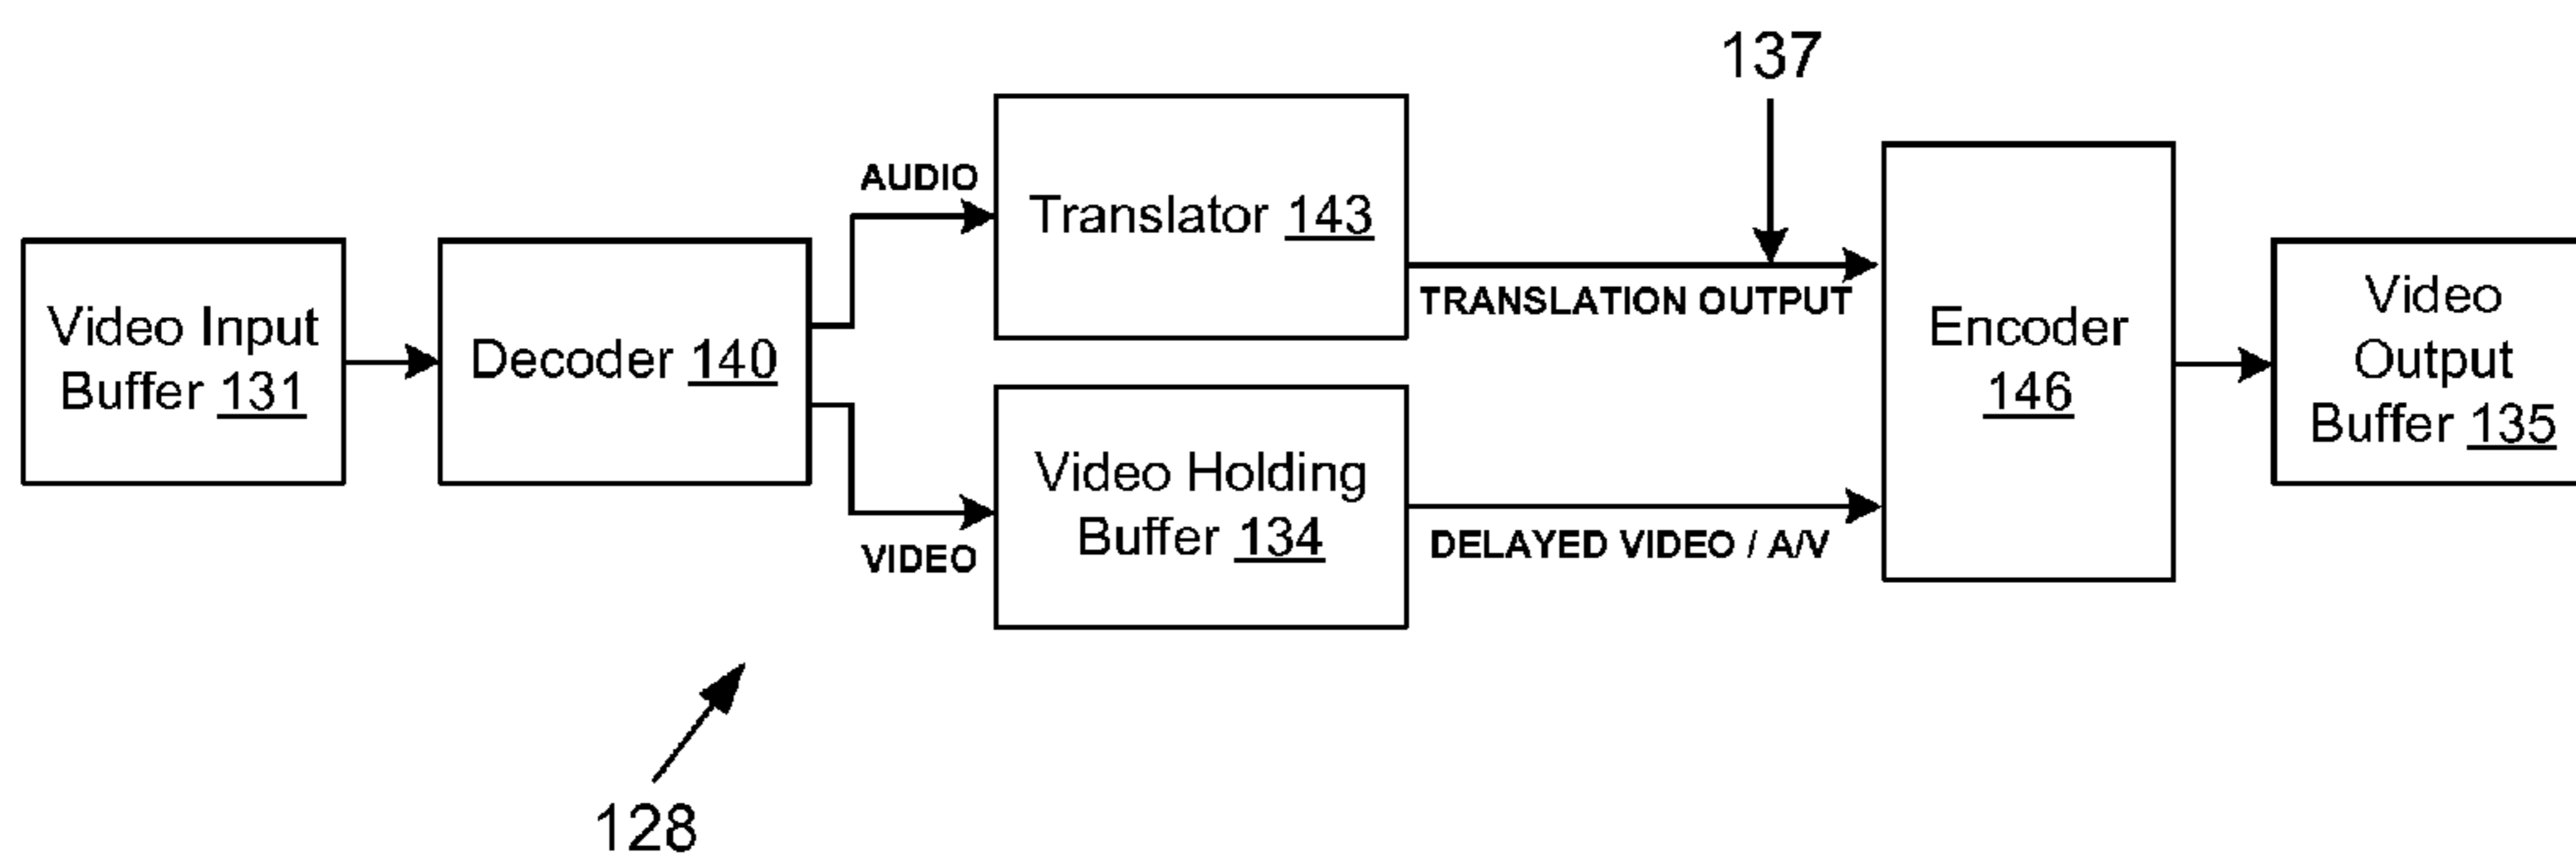 137
AUDIO
Translator 143
TRANSLATION OUTPUT
Video Input
Buffer 131
Decoder 140
Encoder
146
Video
Output
Buffer 135
Video Holding
Buffer 134
VIDEO
DELAYED VIDEO / A/V
128